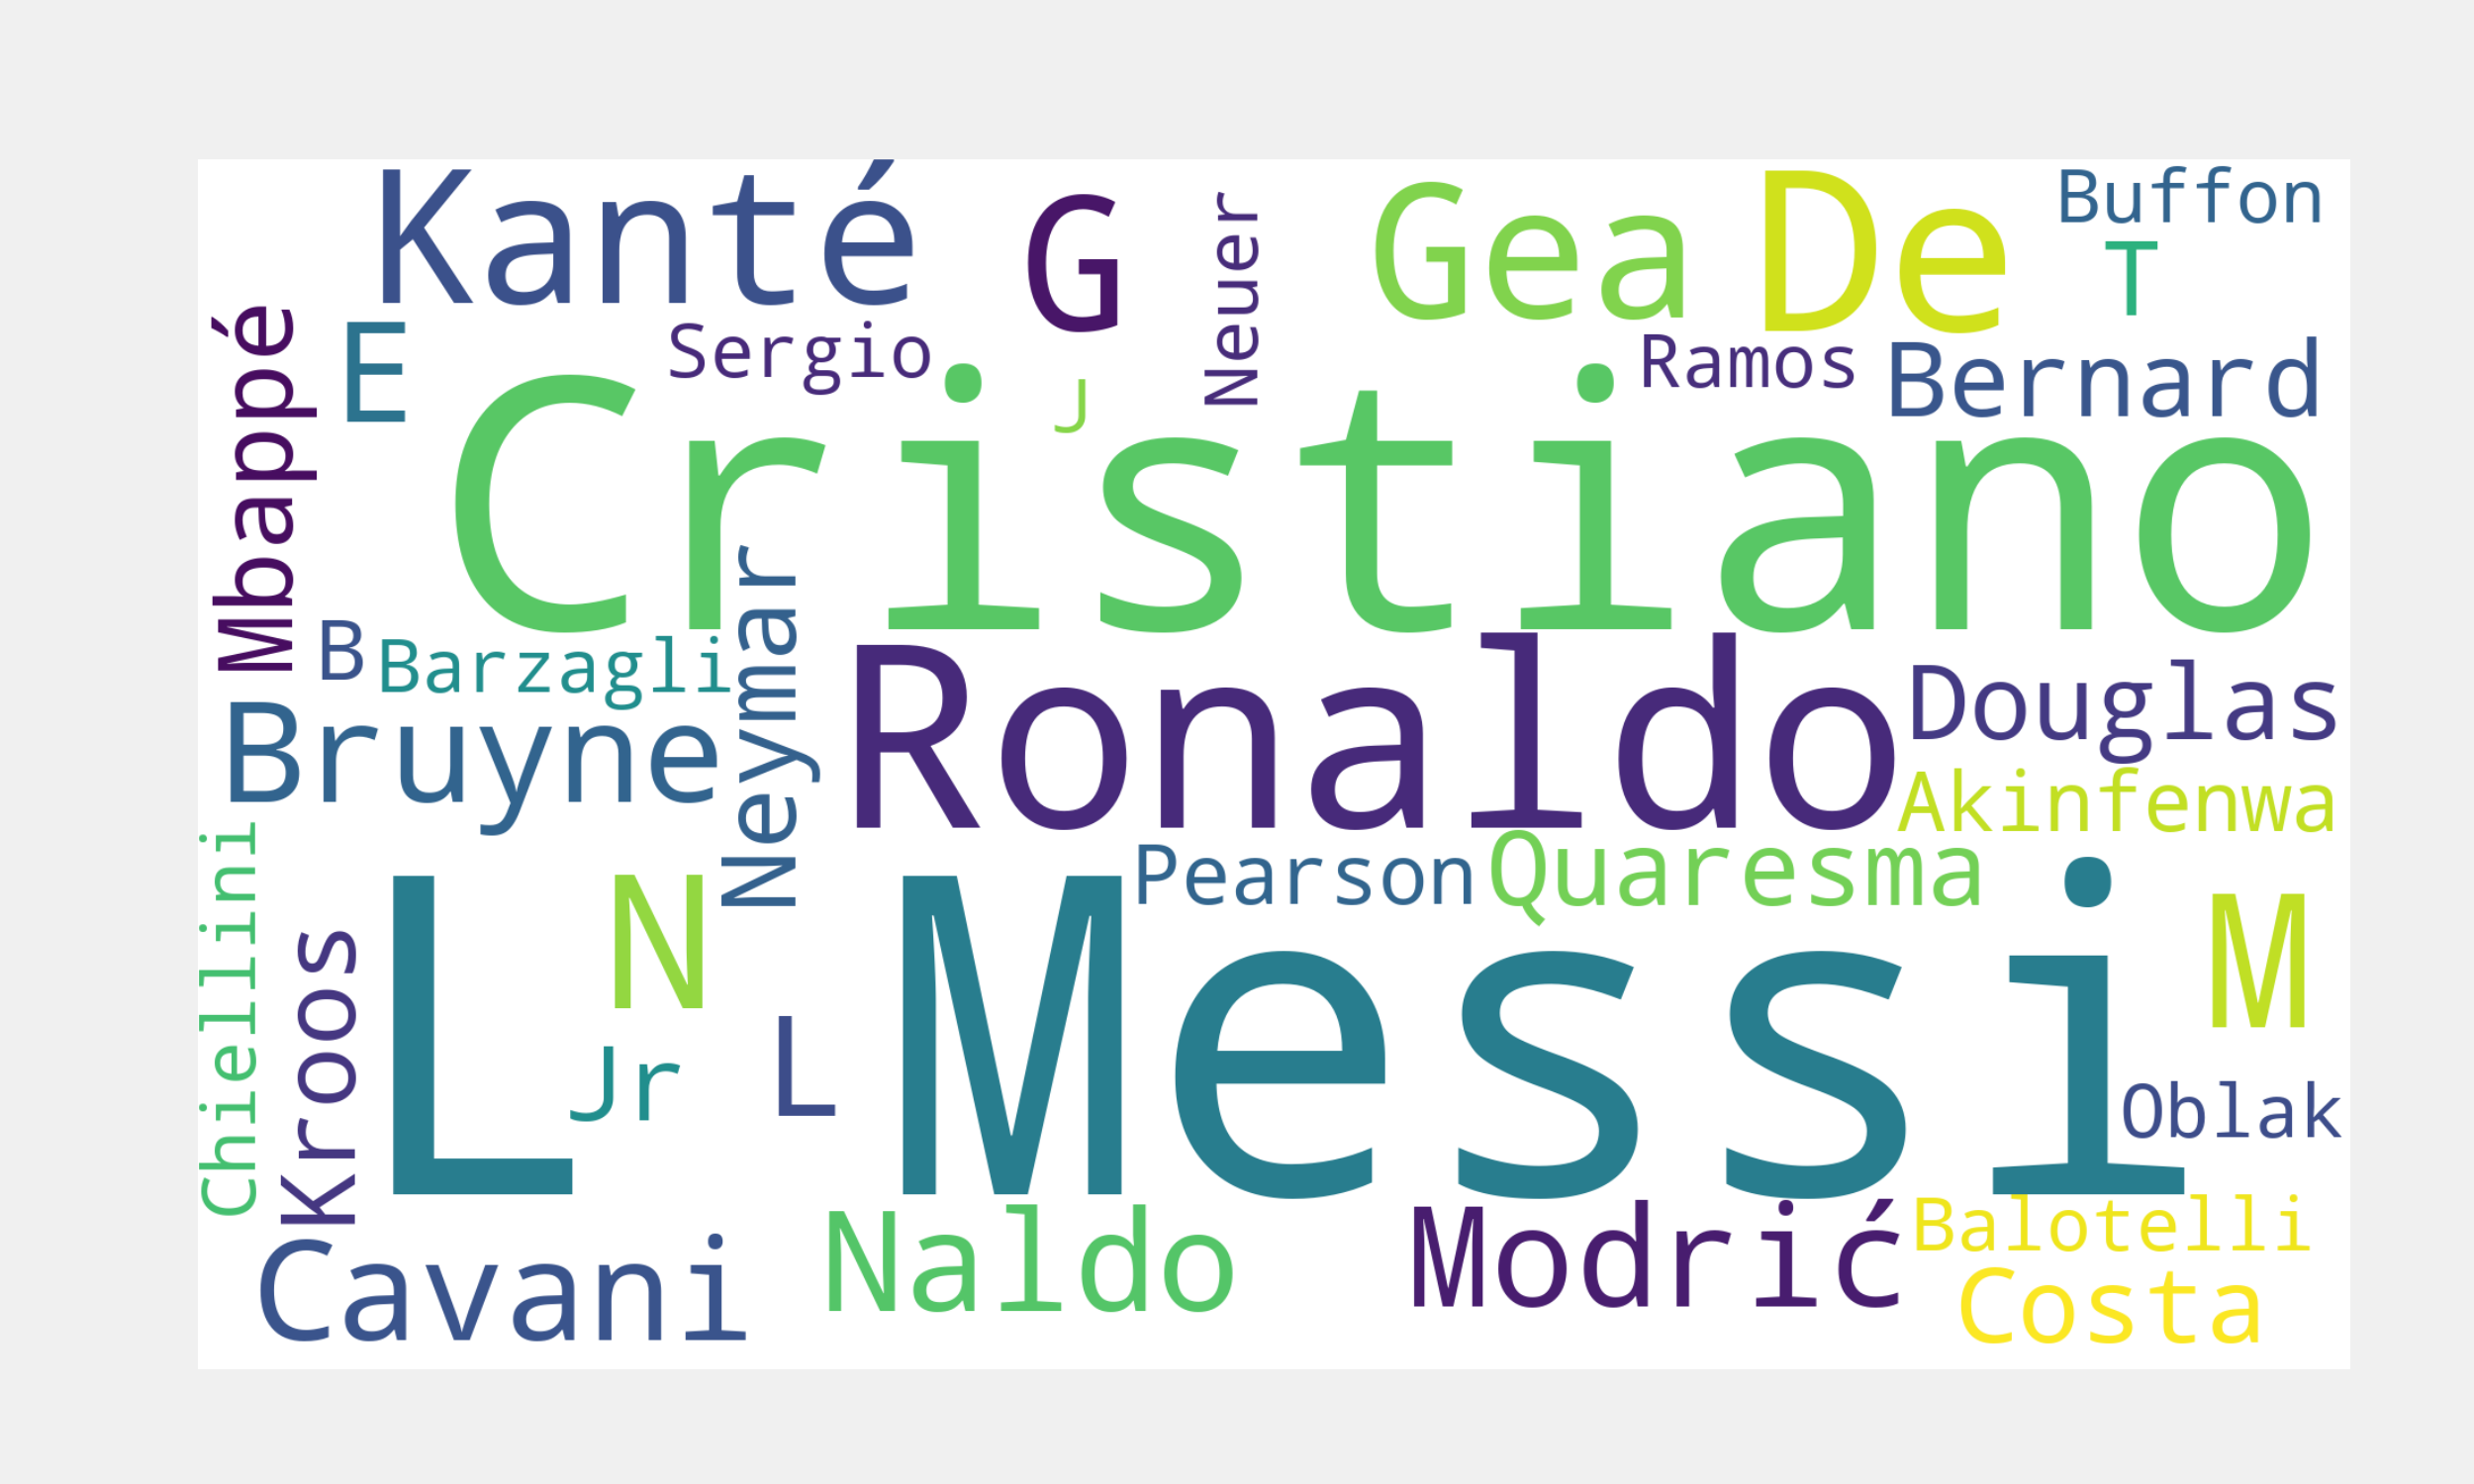 Kanté
G
Neuer
Gea
De
Buffon
T
Mbappé
E
Sergio
J
Ramos
Bernard
Cristiano
B
Barzagli
Neymar
Ronaldo
Douglas
Bruyne
Akinfenwa
Pearson
Quaresma
Chiellini
Kroos
L
N
Messi
M
Jr
L
Oblak
Cavani
Naldo
Modrić
Balotelli
Costa